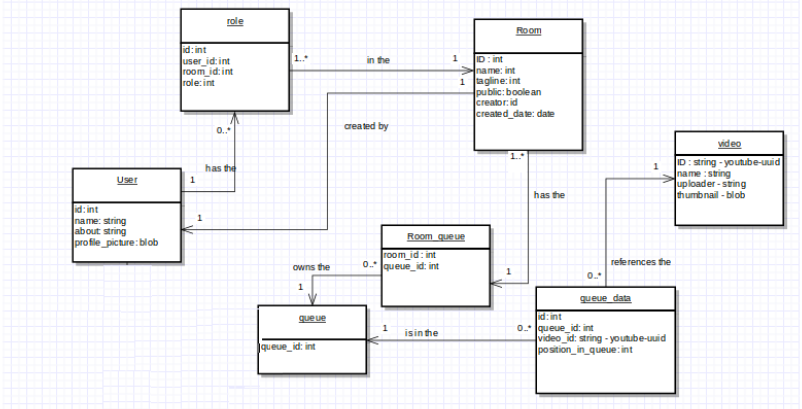 role
id: int
user_id: int
room_id: int
role: int
1..*
in the
1
Room
ID : int
name: int
tagline: int
public: boolean
creator: id
created_date: date
1
created by
0..*
has the
1
User
id: int
name: string
about: string
profile_picture: blob
1
1..*
has the
1
video
ID : string - youtube-uuid
name : string
uploader - string
thumbnail - blob
1
references the
0..*
Room_queue
room_id : int
queue_id: int
0..*
owns the
1
queue
queue_id: int
1
is in the
0..*
queue_data
id: int
queue_id: int
video_id: string - youtube-uuid
position_in_queue: int